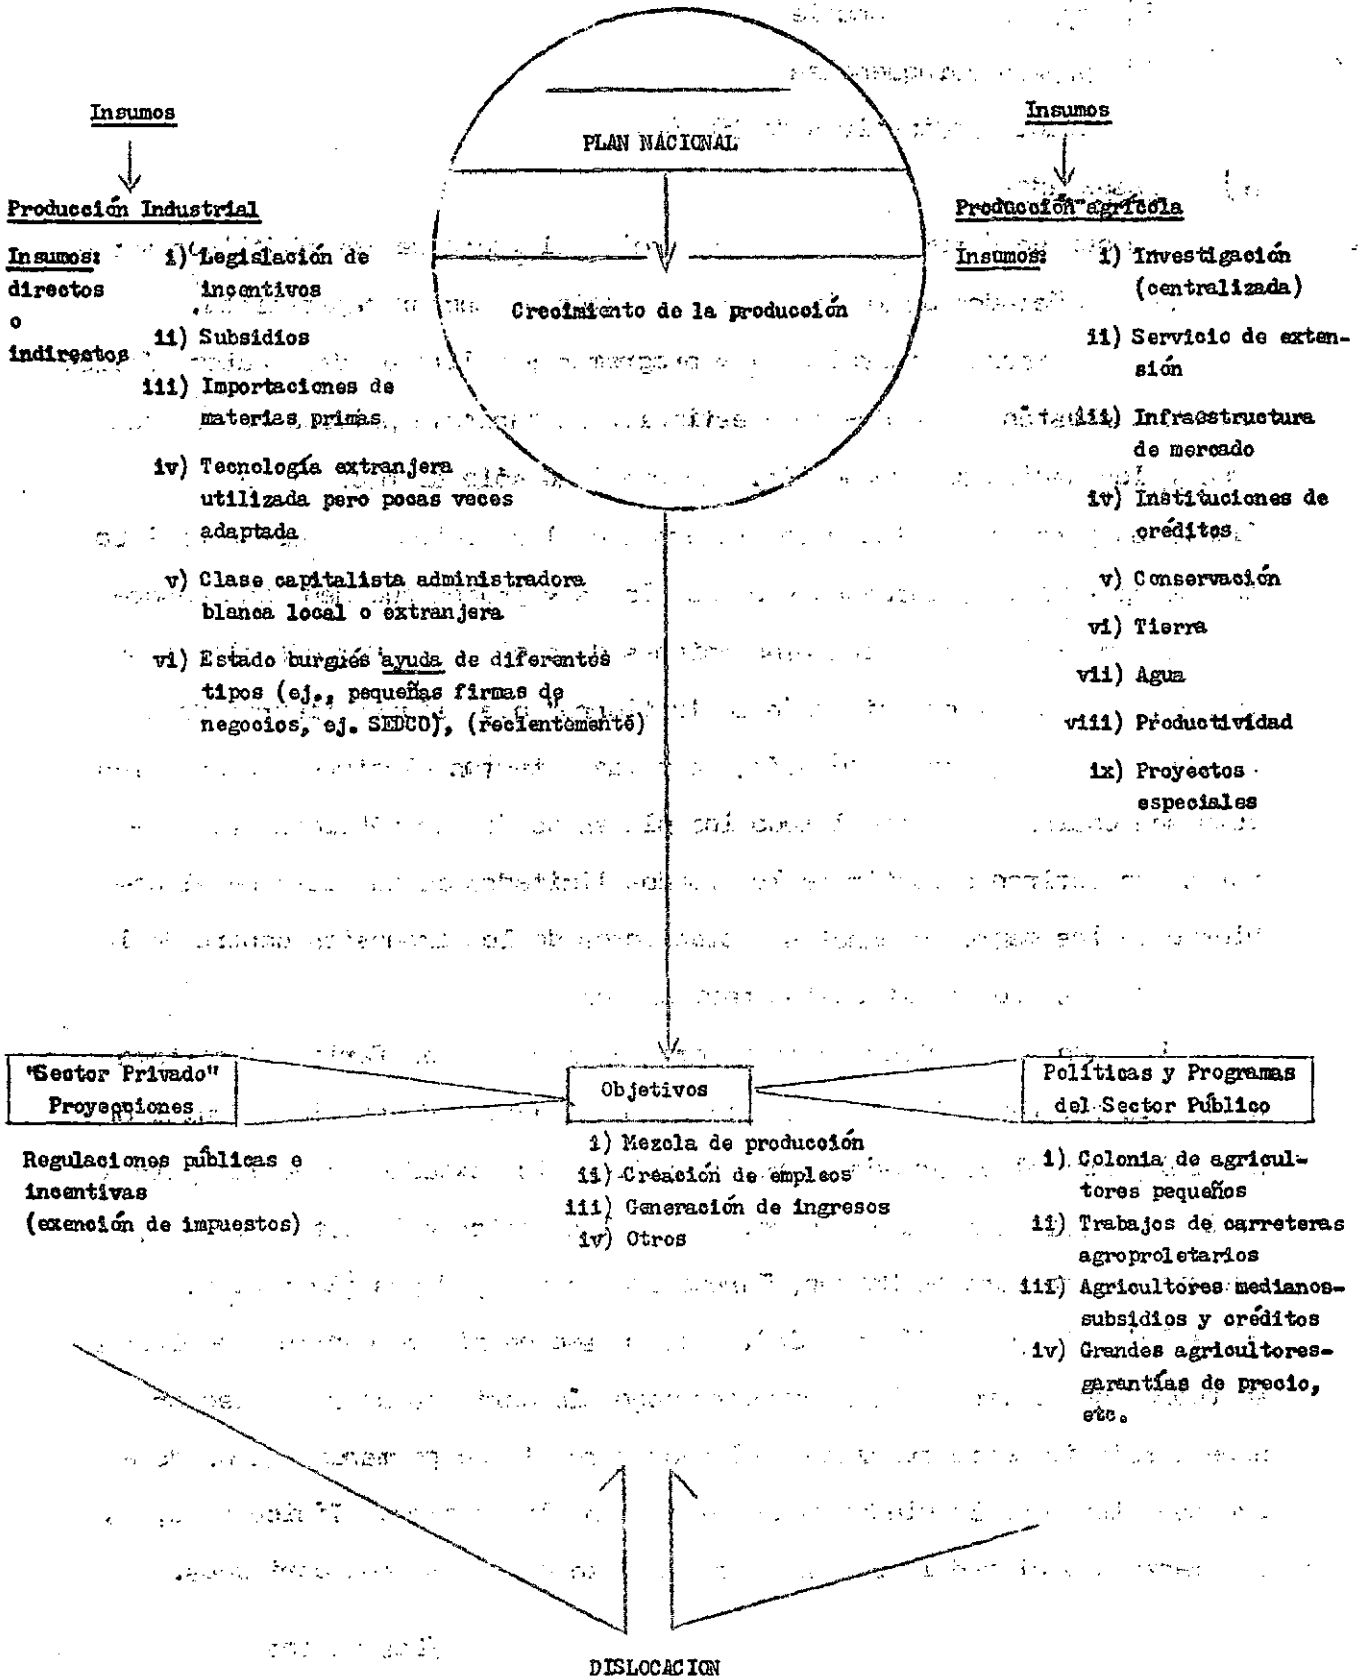 PLAN NACIONAL
Crecimiento de la producción
Insumos
Producción Industrial
Insumos:
directos
o
indirectos
i) Legislación de
incentivos
ii) Subsidios
iii) Importaciones de
materias primas
iv) Tecnología extranjera
utilizada pero pocas veces
adaptada
v) Clase capitalista administradora
blanca local o extranjera
vi) Estado burgués ayuda de diferentes
tipos (ej., pequeñas firmas de
negocios, ej. SEDCO), (recientemente)
Insumos
Producción agrícola
Insumos:
i) Investigación
(centralizada)
ii) Servicio de exten-
sión
iii) Infraestructura
de mercado
iv) Instituciones de
créditos
v) Conservación
vi) Tierra
vii) Agua
viii) Productividad
ix) Proyectos
especiales
"Sector Privado"
Proyecciones
Regulaciones públicas e
incentivas
(exención de impuestos)
Objetivos
i) Mezcla de producción
ii) Creación de empleos
iii) Generación de ingresos
iv) Otros
Políticas y Programas
del Sector Público
i) Colonia de agricul-
tores pequeños
ii) Trabajos de carreteras
agroproletarios
iii) Agricultores medianos-
subsidios y créditos
iv) Grandes agricultores-
garantías de precio,
etc.
DISLOCACION